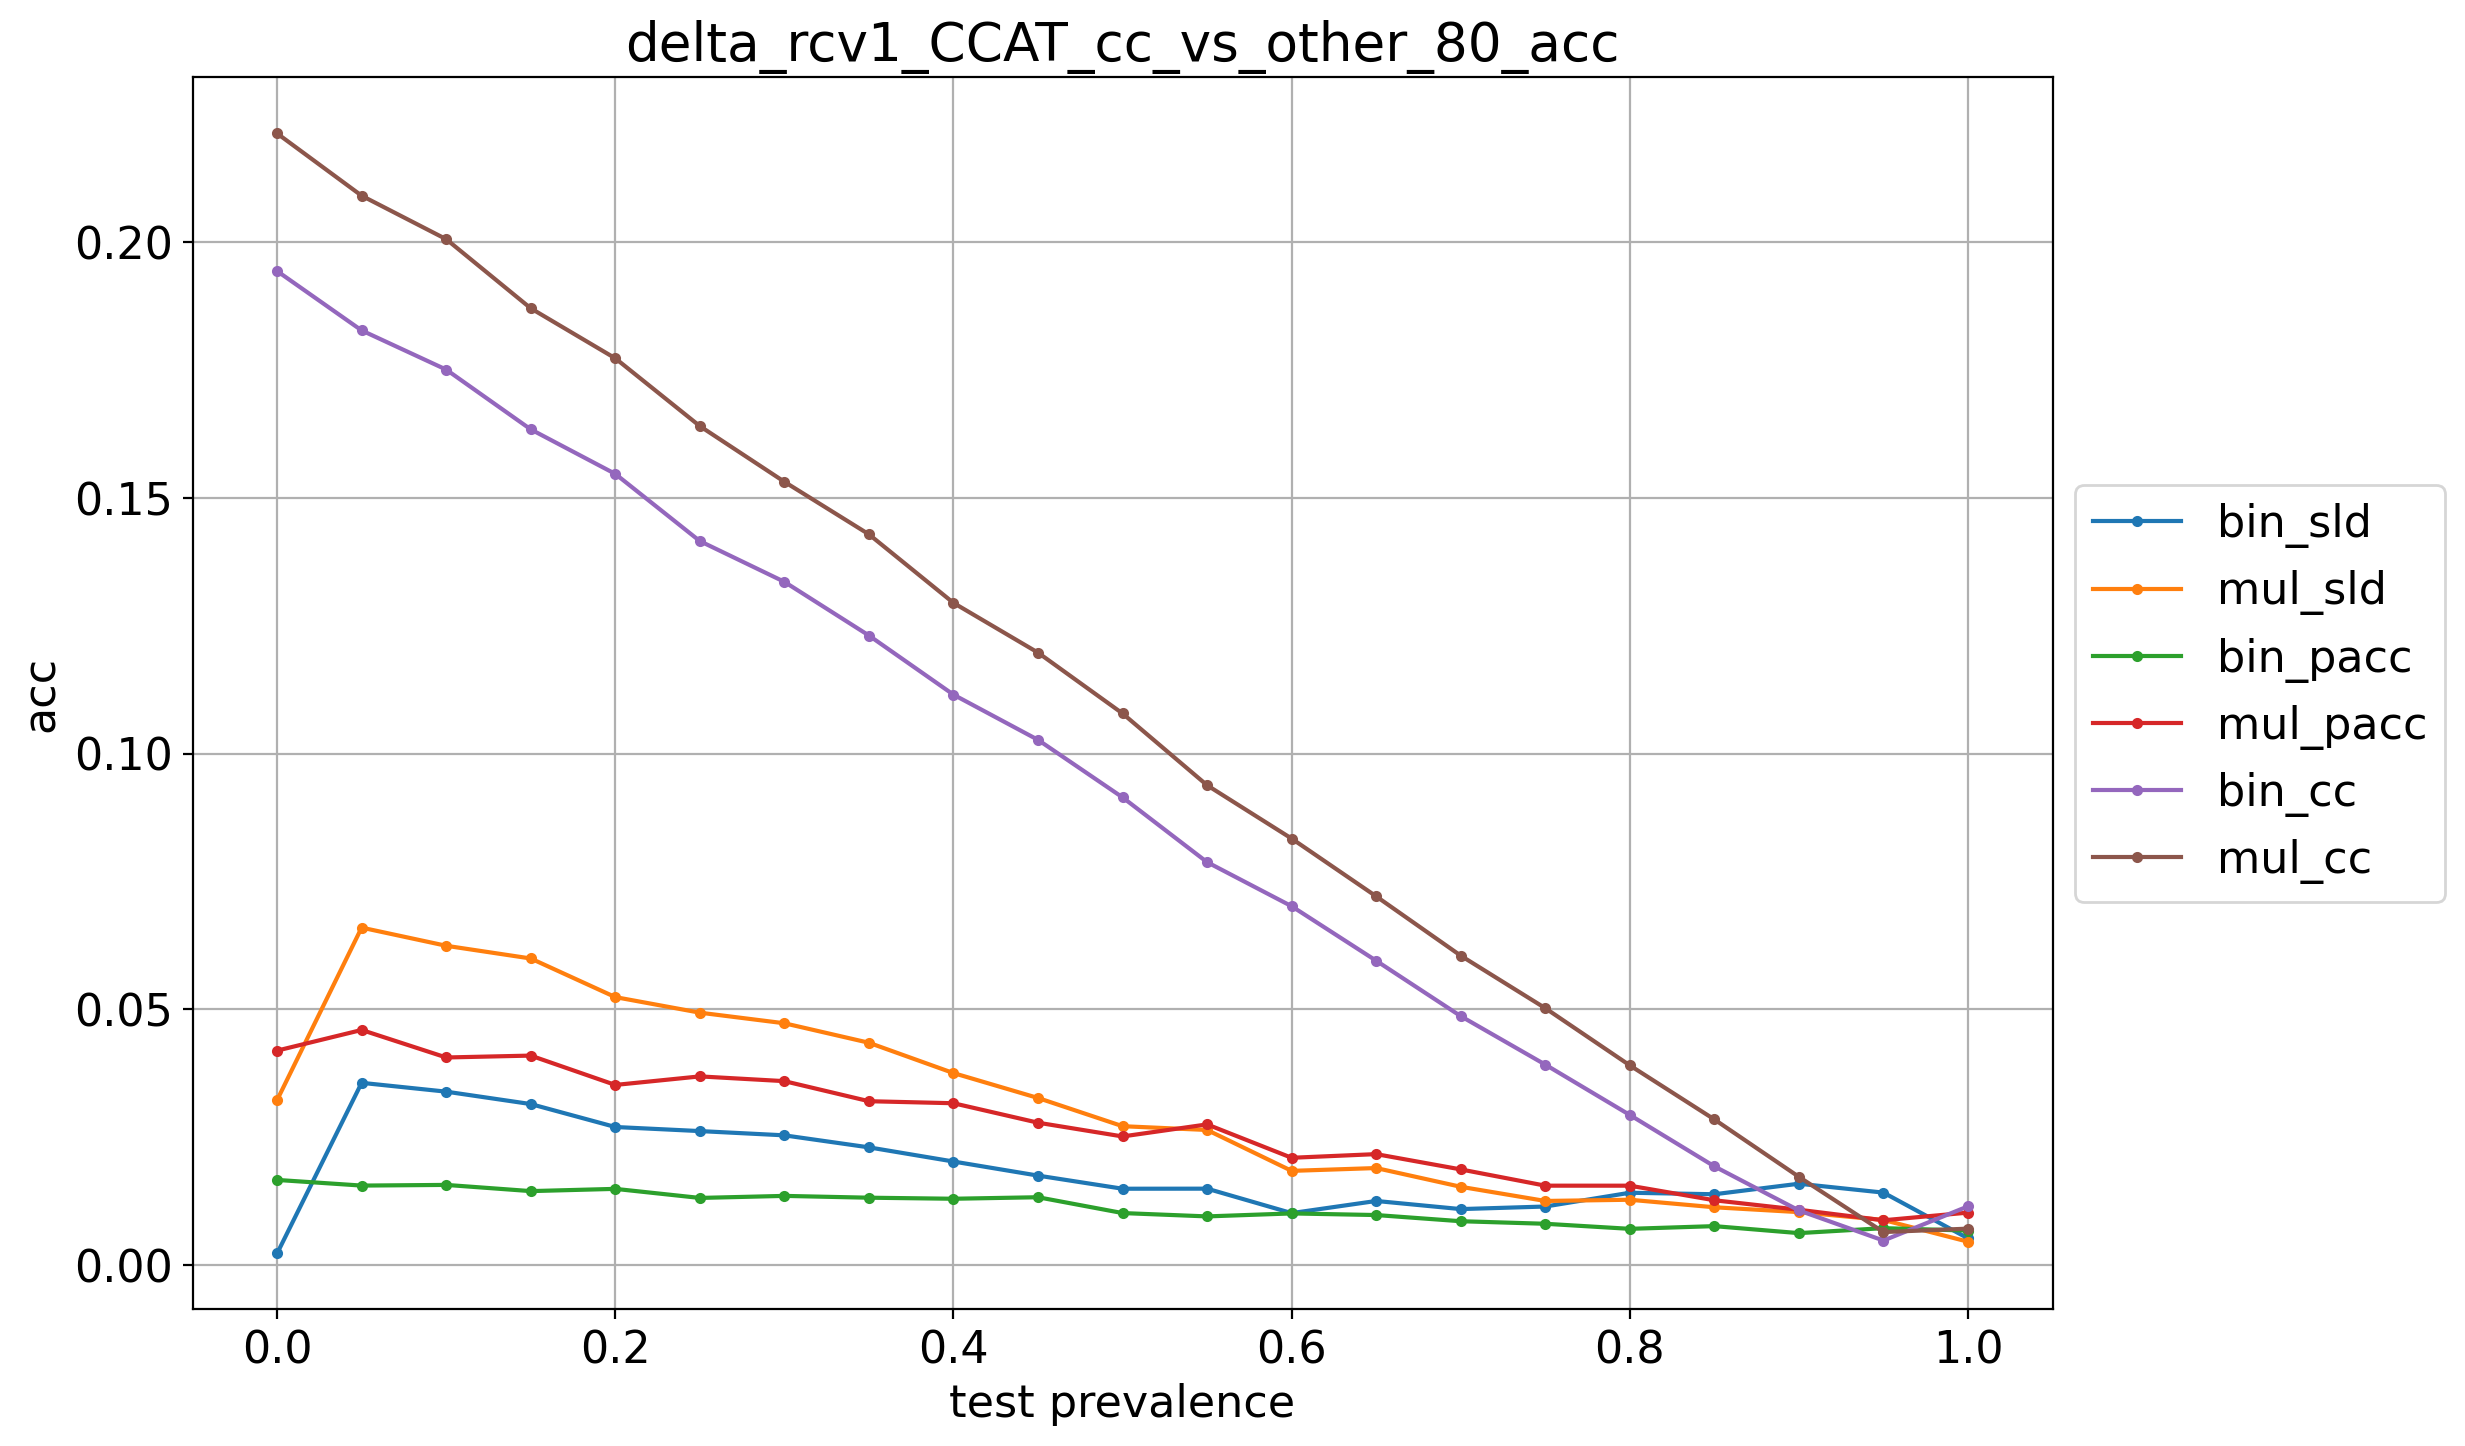 delta_rcv1_CCAT_cc_vs_other_80_acc
0.20
0.15
0.10
0.05
0.00
acc
0.0 0.2 0.4 0.6 0.8 1.0
test prevalence
bin_sld
mul_sld
bin_pacc
mul_pacc
bin_cc
mul_cc